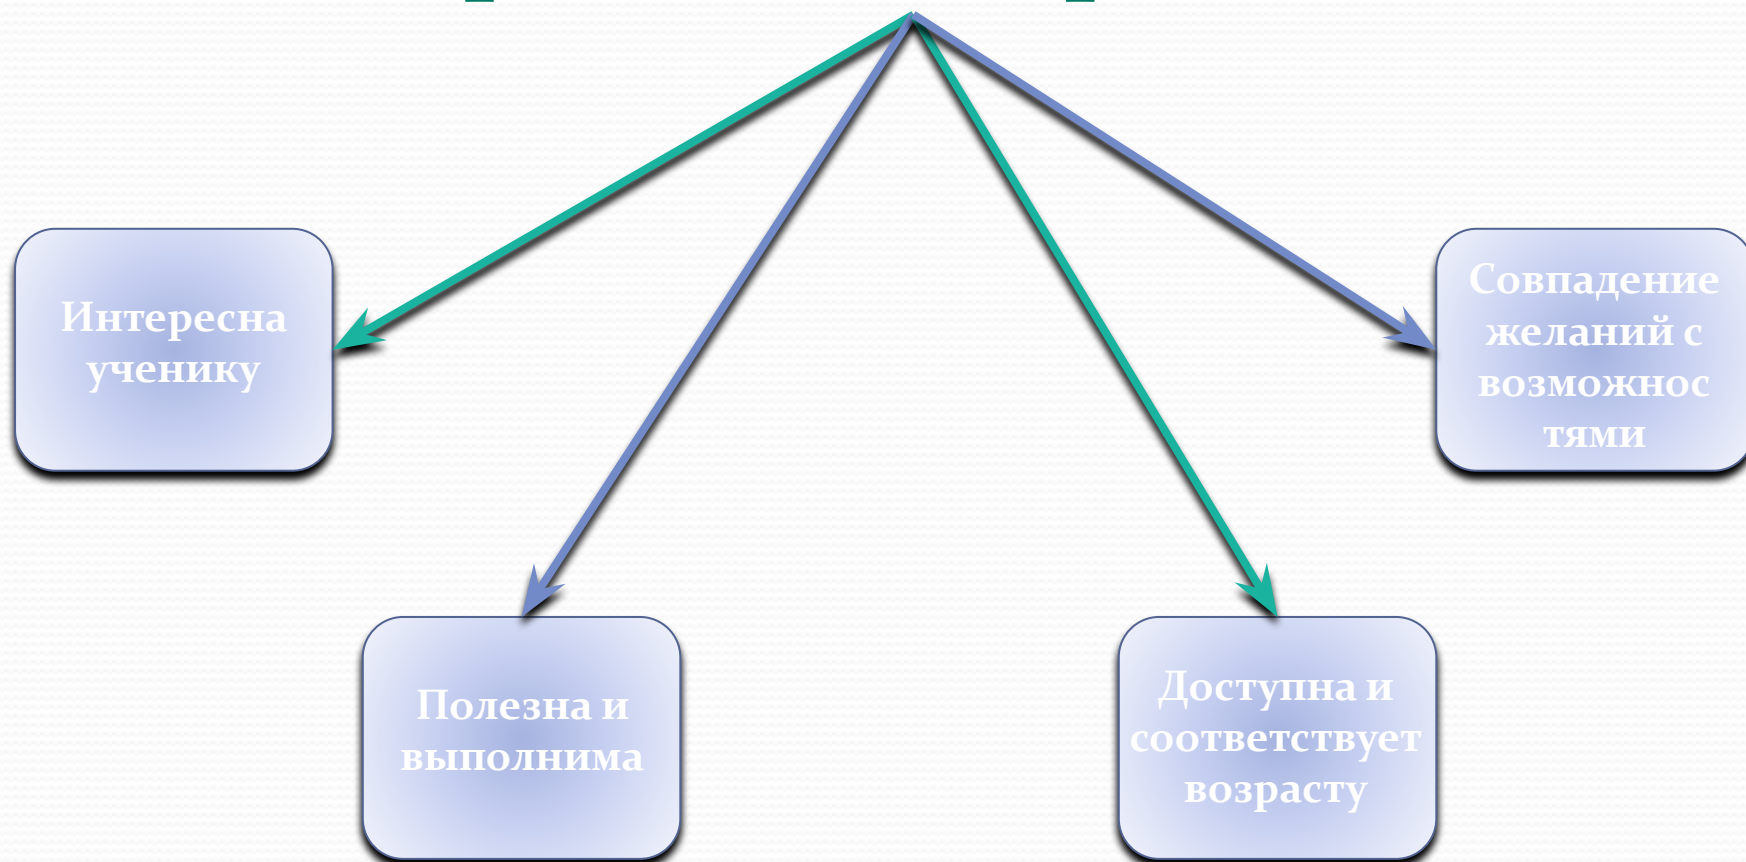 Интересна
ученику
Совпадение
желаний с
возможнос
тями
Полезна и
выполнима
Доступна и
соответствует
возрасту